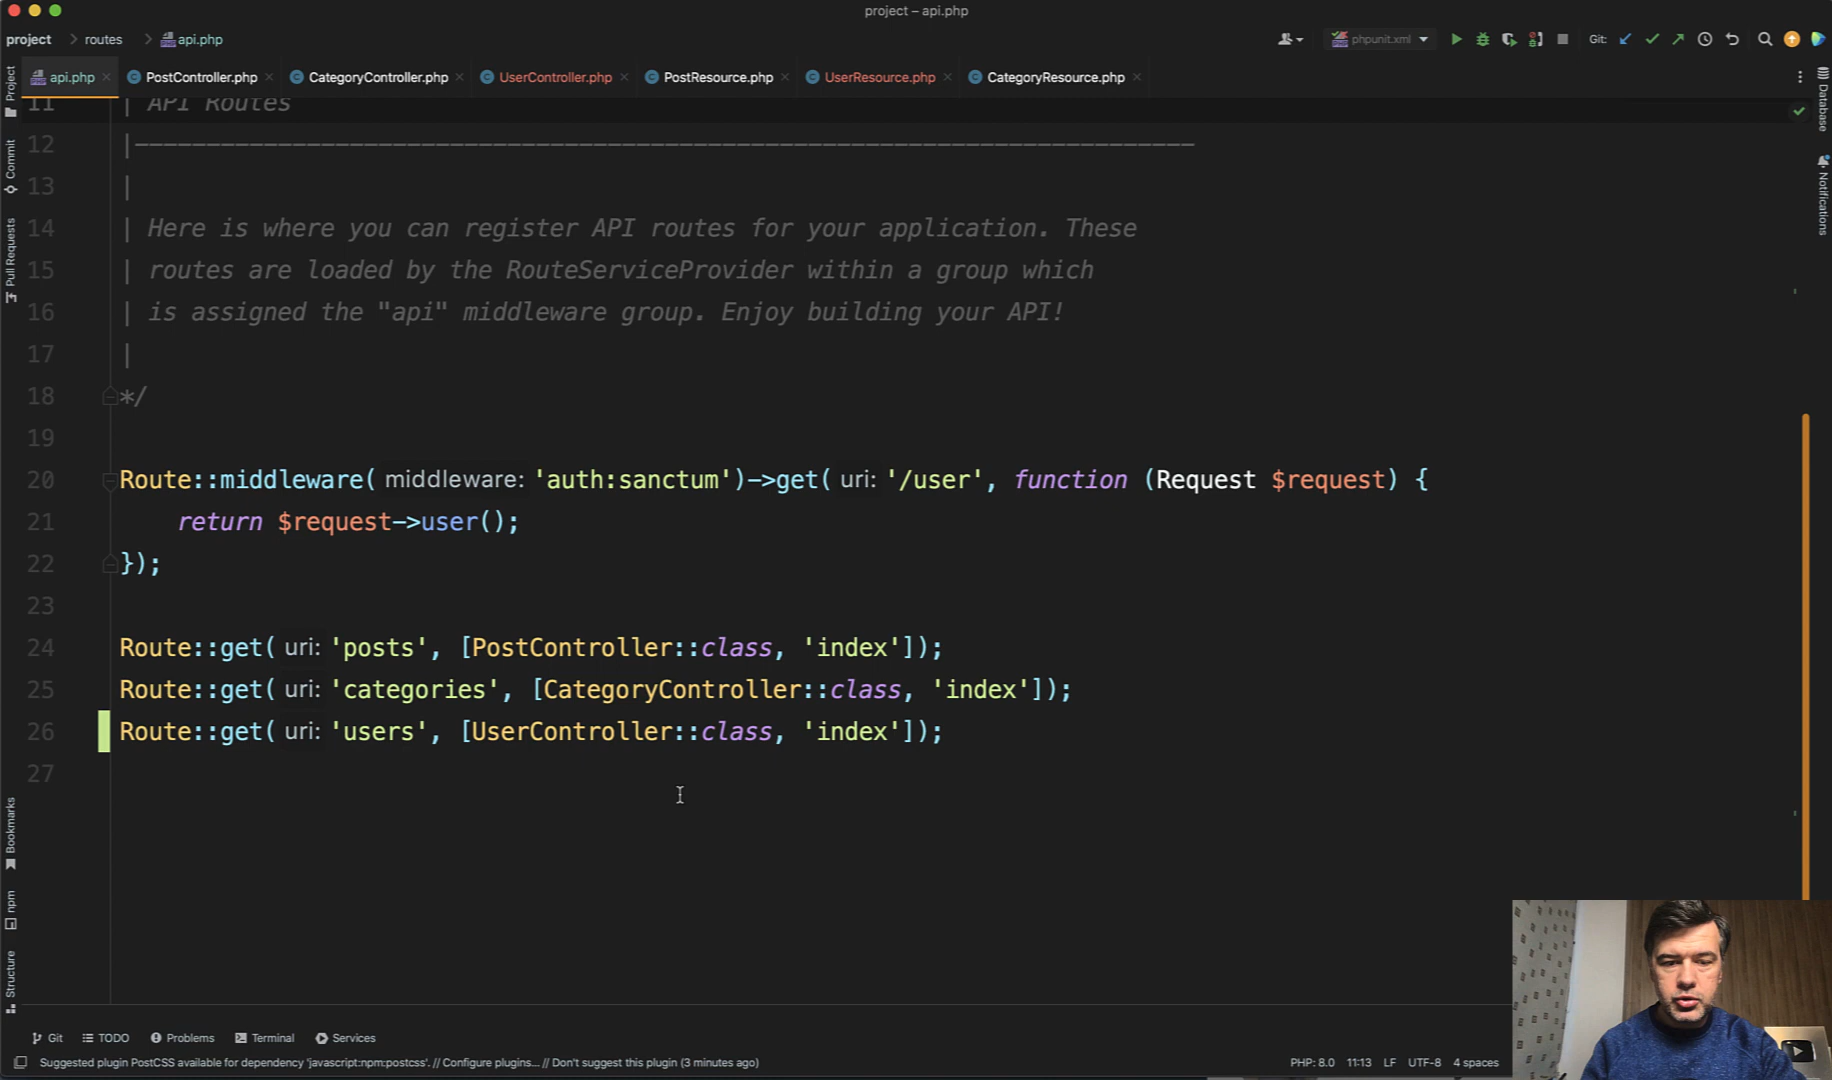 project – api.php
project routes api.php
phpunit.xml Git:
api.php PostController.php CategoryController.php UserController.php PostResource.php UserResource.php CategoryResource.php
Project
Commit
Pull Requests
Bookmarks
npm
Structure
Database
Notifications
11 | API Routes
12 |--------------------------------------------------------------------------
13 |
14 | Here is where you can register API routes for your application. These
15 | routes are loaded by the RouteServiceProvider within a group which
16 | is assigned the "api" middleware group. Enjoy building your API!
17 |
18 */
19
20 Route::middleware( middleware: 'auth:sanctum')->get( uri: '/user', function (Request $request) {
21 return $request->user();
22 });
23
24 Route::get( uri: 'posts', [PostController::class, 'index']);
25 Route::get( uri: 'categories', [CategoryController::class, 'index']);
26 Route::get( uri: 'users', [UserController::class, 'index']);
27
Git TODO Problems Terminal Services
Suggested plugin PostCSS available for dependency 'javascript:npm:postcss'. // Configure plugins... // Don't suggest this plugin (3 minutes ago) PHP: 8.0 11:13 LF UTF-8 4 spaces